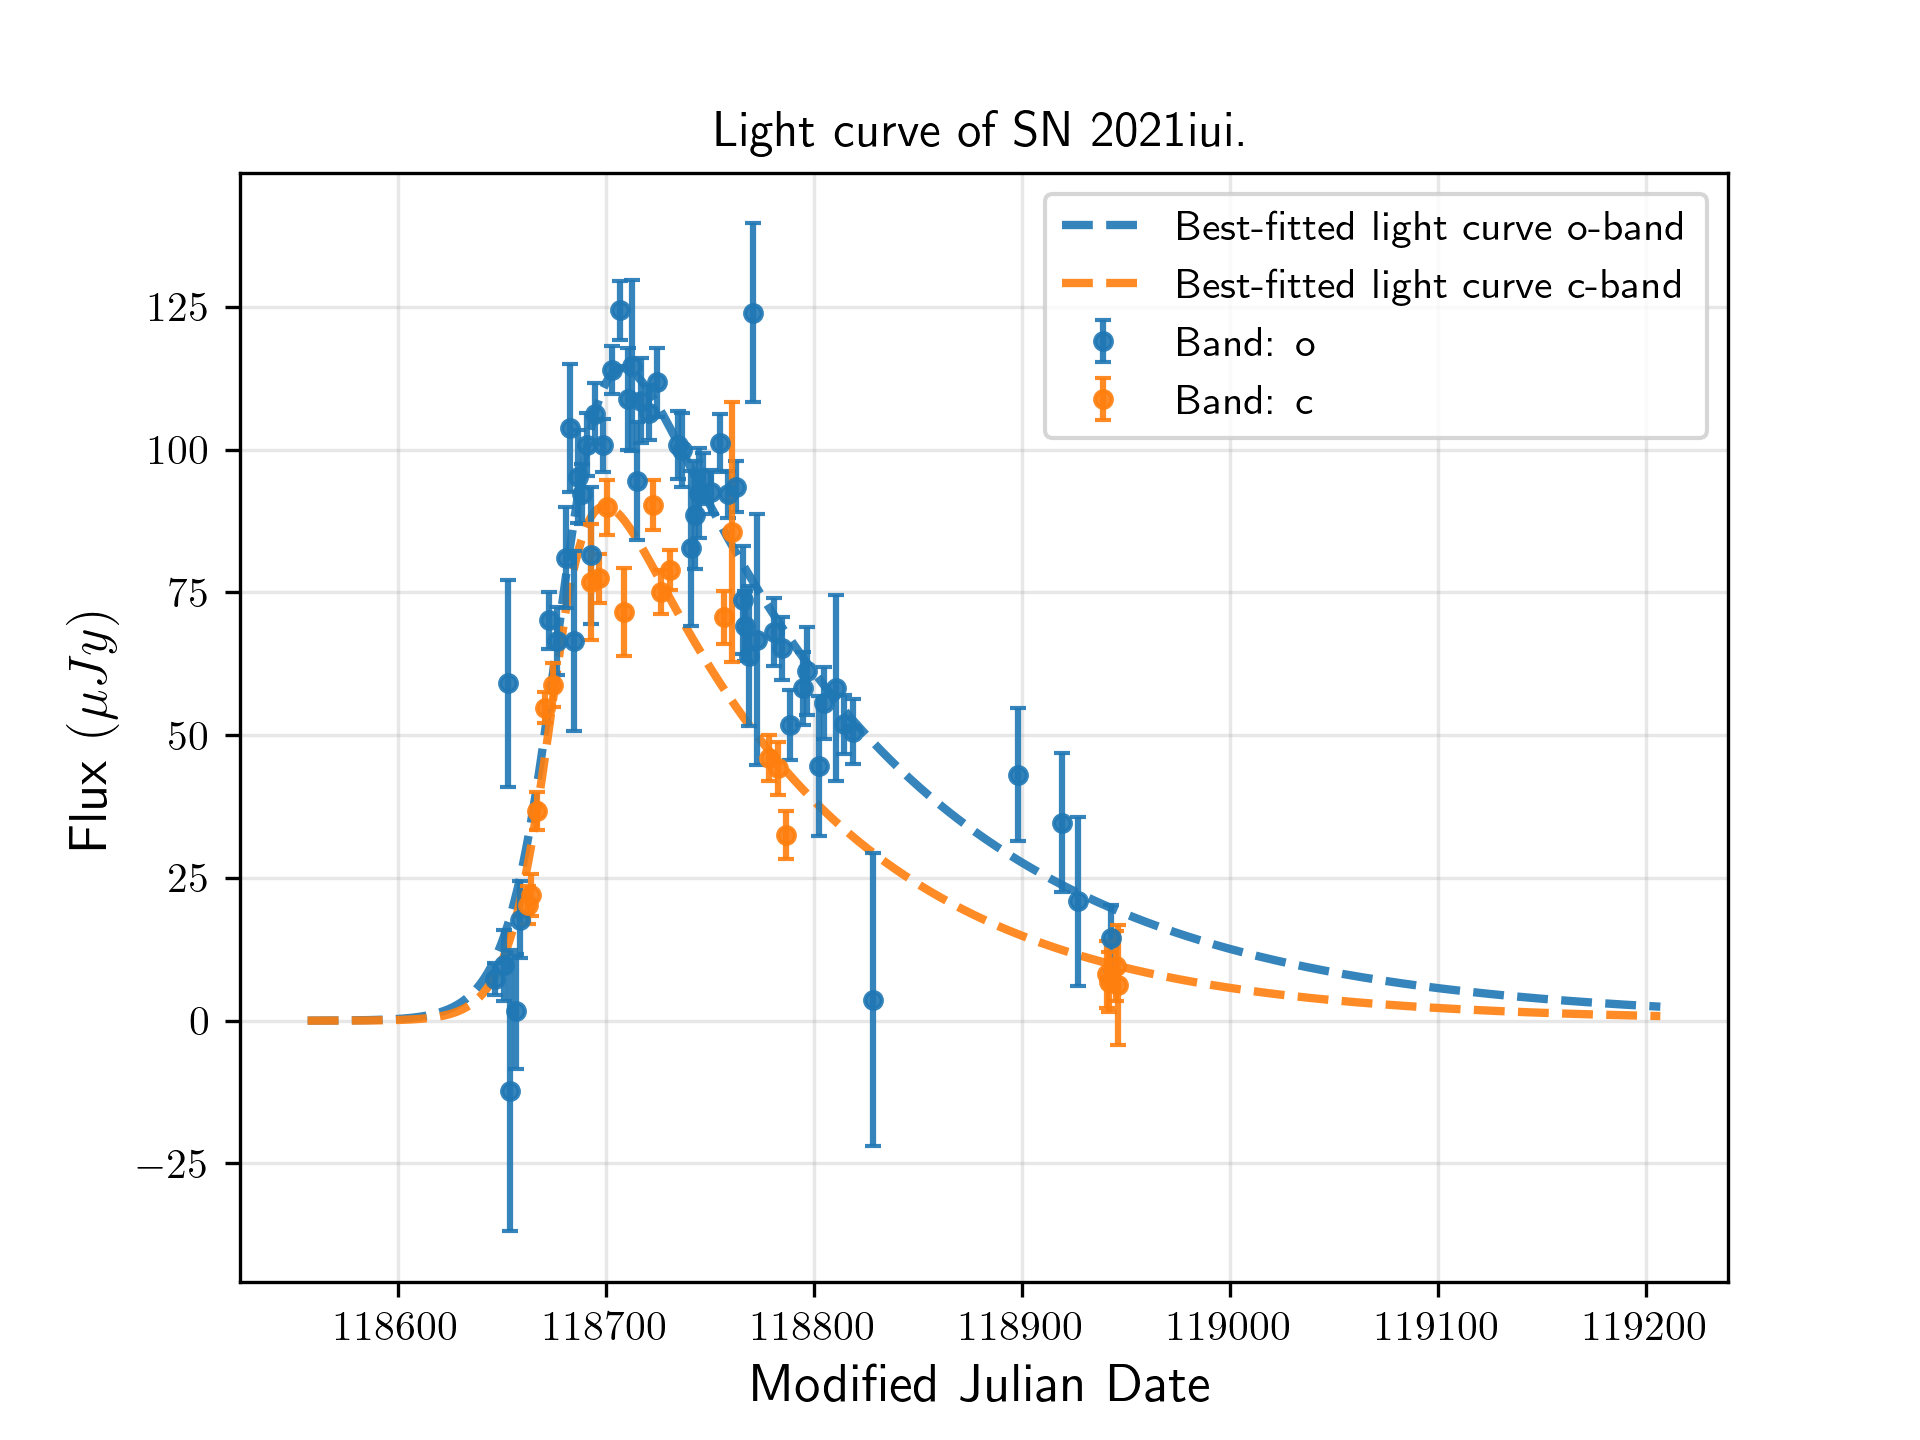 Light curve of SN 2021iui.
Best-fitted light curve o-band
Best-fitted light curve c-band
Band: o
Band: c
125
100
75
50
25
0
−25
Flux (μJy)
118600 118700 118800 118900 119000 119100 119200
Modified Julian Date